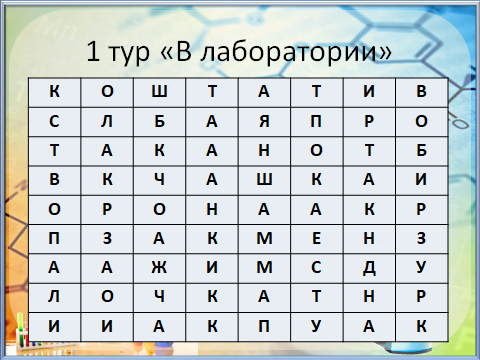 1 тур «В лаборатории»
К О Ш Т А Т И В
С Л Б А Я П Р О
Т А К А Н О Т Б
В К Ч А Ш К А И
О Р О Н А А К Р
П З А К М Е Н З
А А Ж И М С Д У
Л О Ч К А Т Н Р
И И А К П У А К